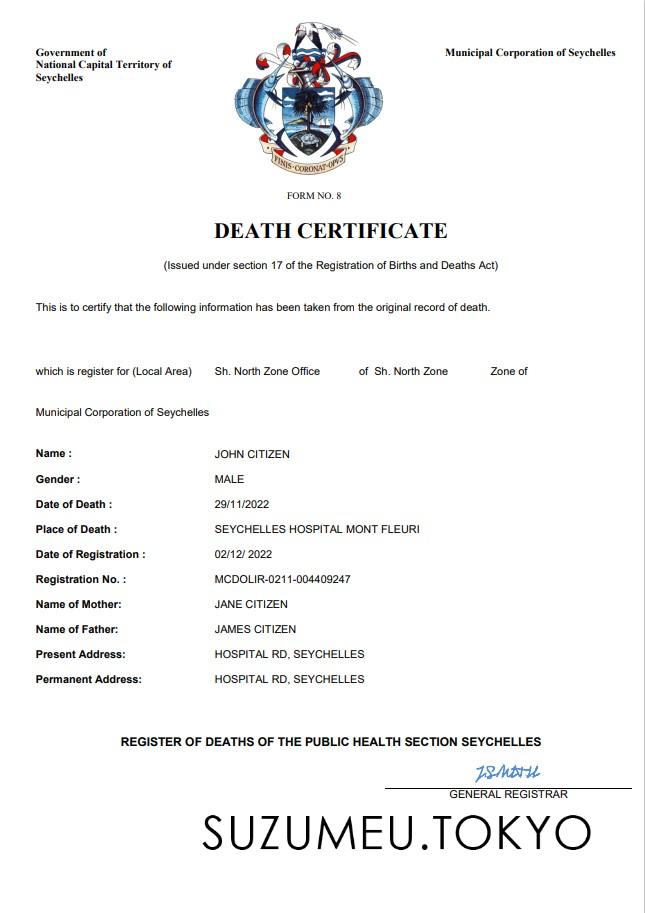 Government of
National Capital Territory of
Seychelles
Municipal Corporation of Seychelles
FINIS·CORONAT·OPVS
FORM NO. 8
DEATH CERTIFICATE
(Issued under section 17 of the Registration of Births and Deaths Act)
This is to certify that the following information has been taken from the original record of death.
which is register for (Local Area) Sh. North Zone Office of Sh. North Zone Zone of
Municipal Corporation of Seychelles
Name : JOHN CITIZEN
Gender : MALE
Date of Death : 29/11/2022
Place of Death : SEYCHELLES HOSPITAL MONT FLEURI
Date of Registration : 02/12/ 2022
Registration No. : MCDOLIR-0211-004409247
Name of Mother: JANE CITIZEN
Name of Father: JAMES CITIZEN
Present Address: HOSPITAL RD, SEYCHELLES
Permanent Address: HOSPITAL RD, SEYCHELLES
REGISTER OF DEATHS OF THE PUBLIC HEALTH SECTION SEYCHELLES
GENERAL REGISTRAR
SUZUMEU.TOKYO